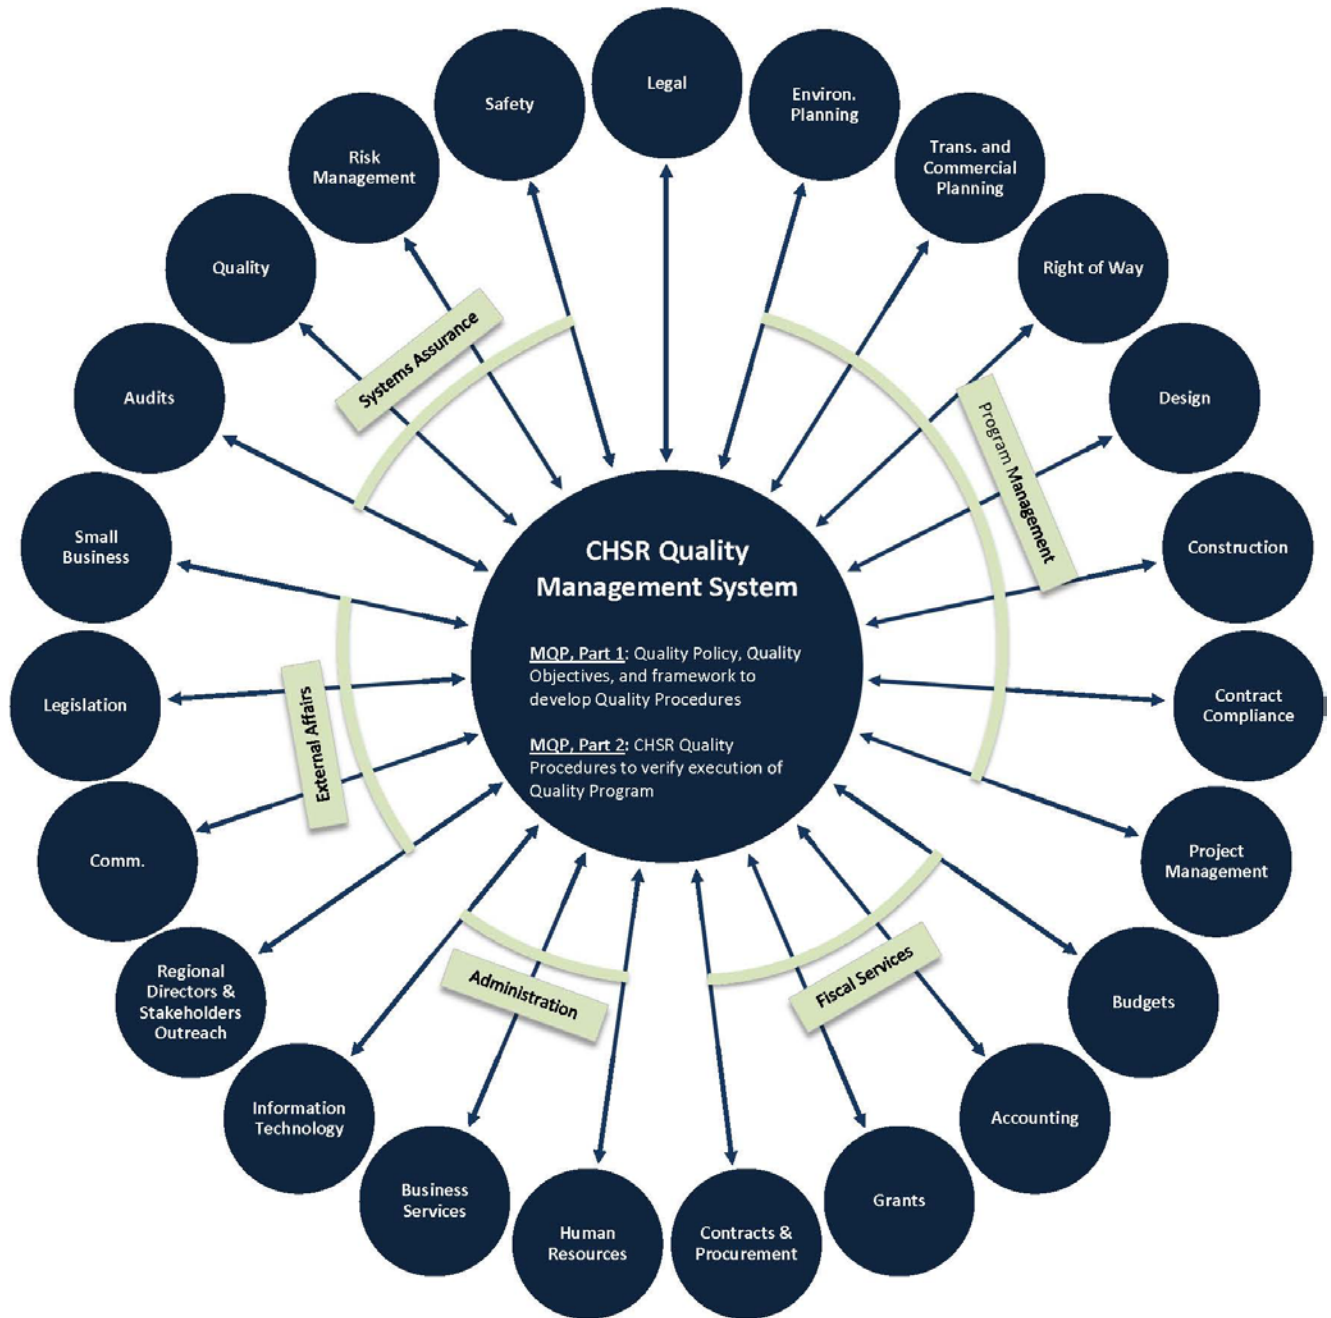 Legal
Environ.
Planning
Trans. and
Commercial
Planning
Right of Way
Design
Construction
Contract
Compliance
Project
Management
Budgets
Accounting
Grants
Contracts &
Procurement
Human
Resources
Business
Services
Information
Technology
Regional
Directors &
Stakeholders
Outreach
Comm.
Legislation
Small
Business
Audits
Quality
Risk
Management
Safety
Systems Assurance
Program Management
External Affairs
Administration
Fiscal Services
CHSR Quality
Management System
MQP, Part 1: Quality Policy, Quality
Objectives, and framework to
develop Quality Procedures
MQP, Part 2: CHSR Quality
Procedures to verify execution of
Quality Program